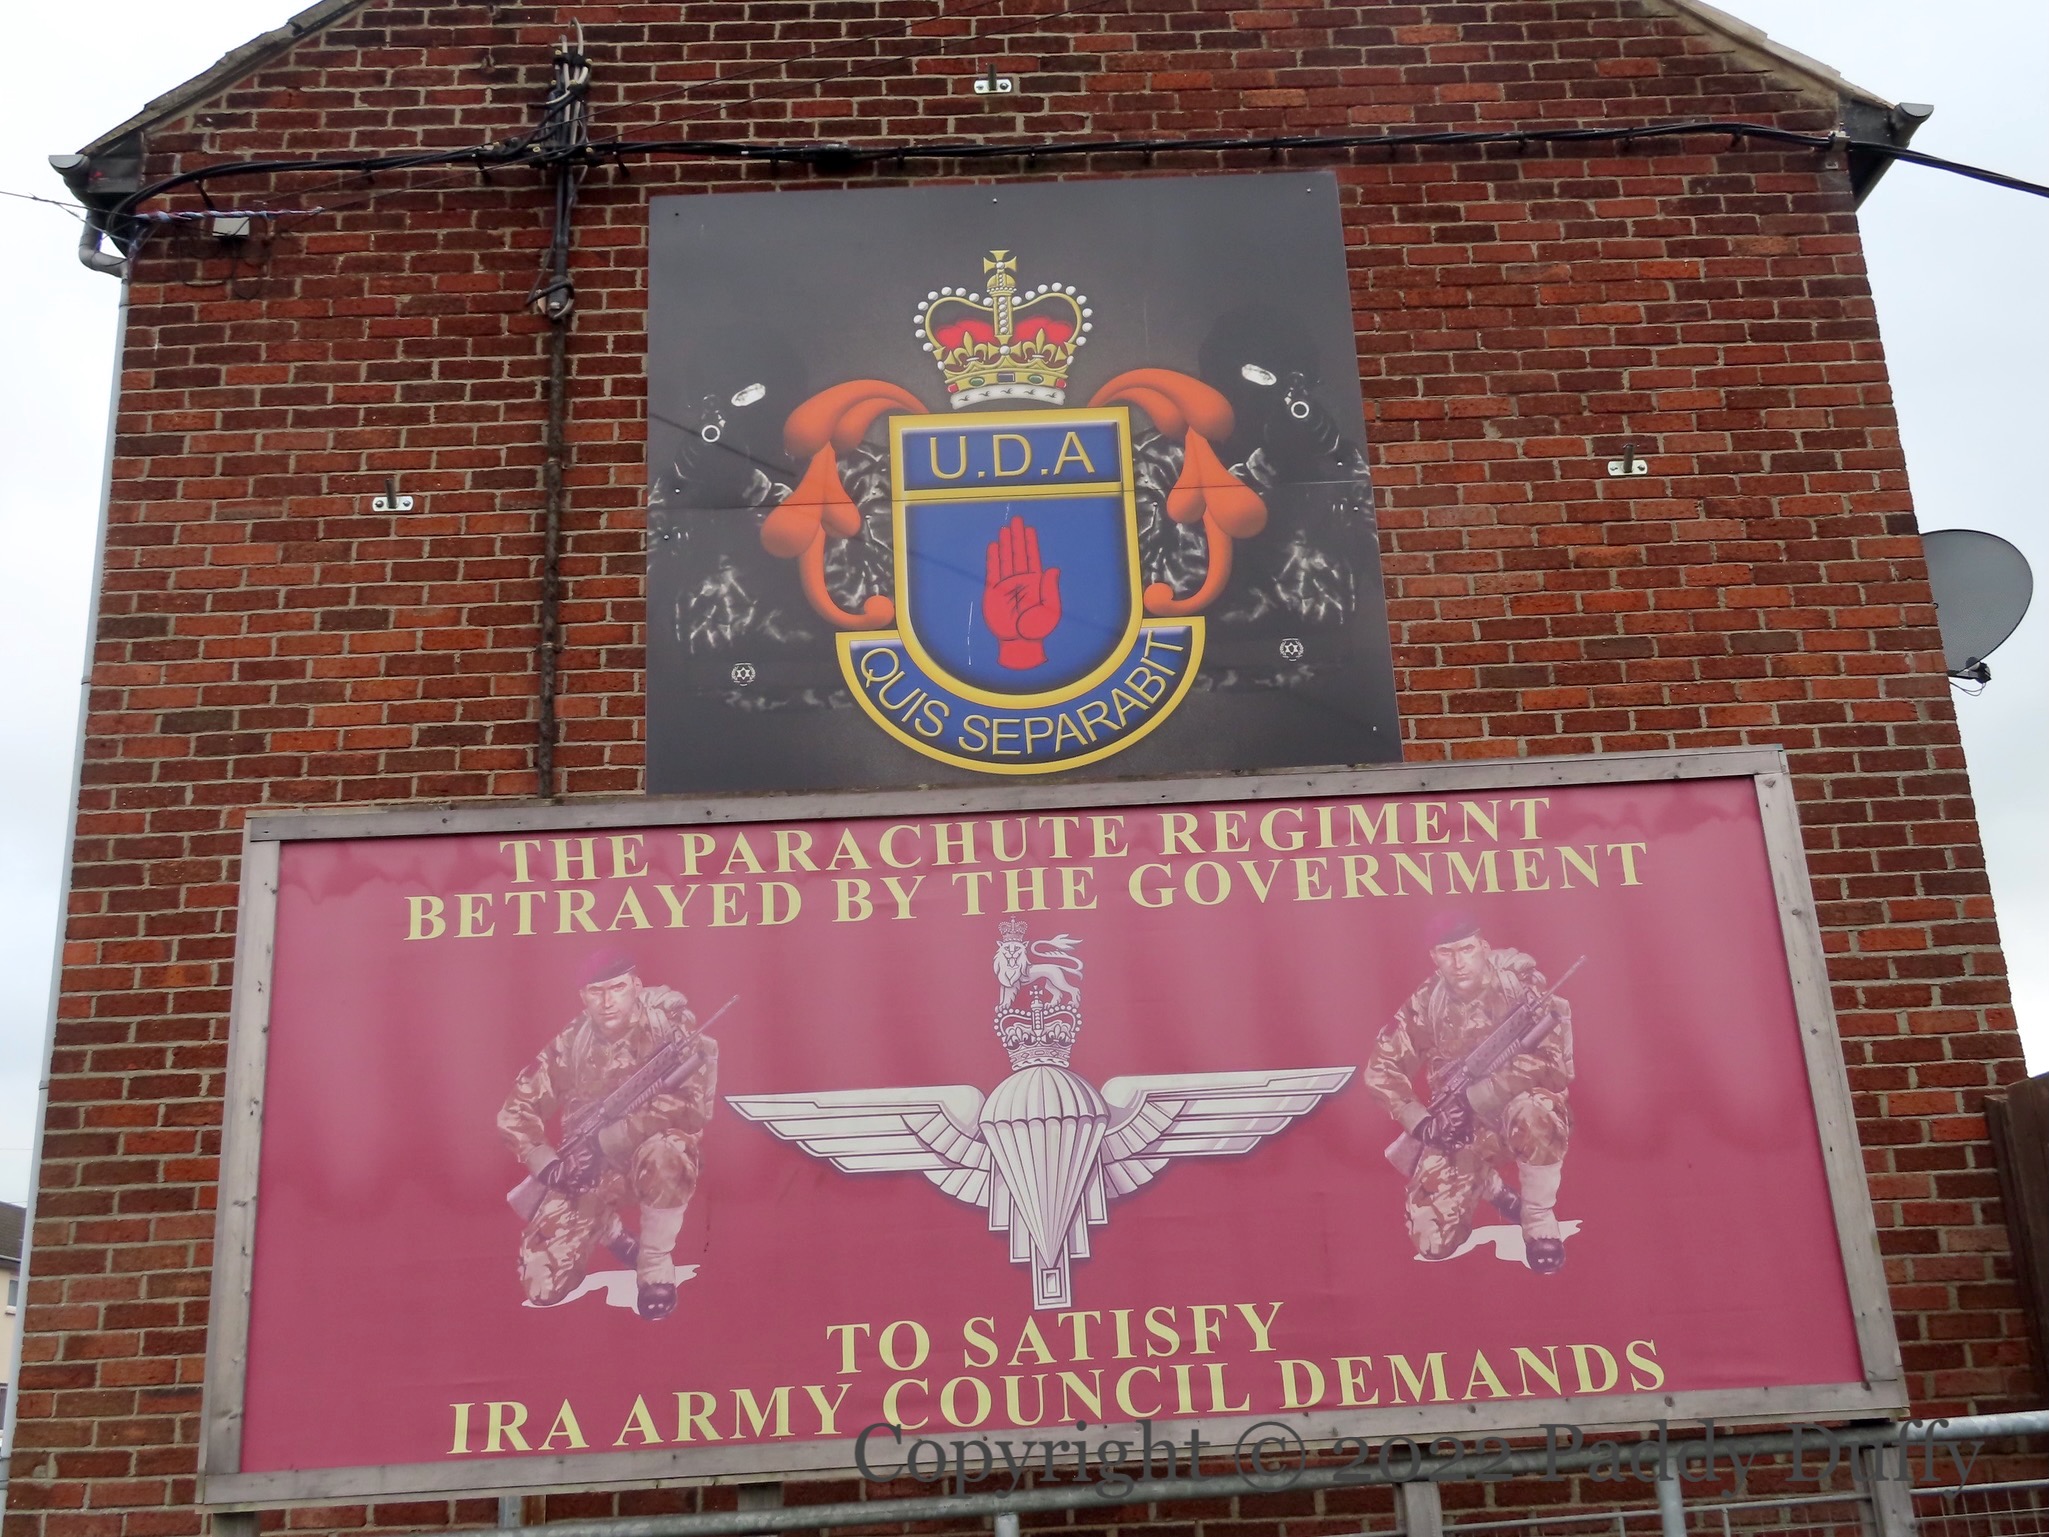 U.D.A
QUIS SEPARABIT
THE PARACHUTE REGIMENT
BETRAYED BY THE GOVERNMENT
TO SATISFY
IRA ARMY COUNCIL DEMANDS
Copyright © 2022 Paddy Duffy